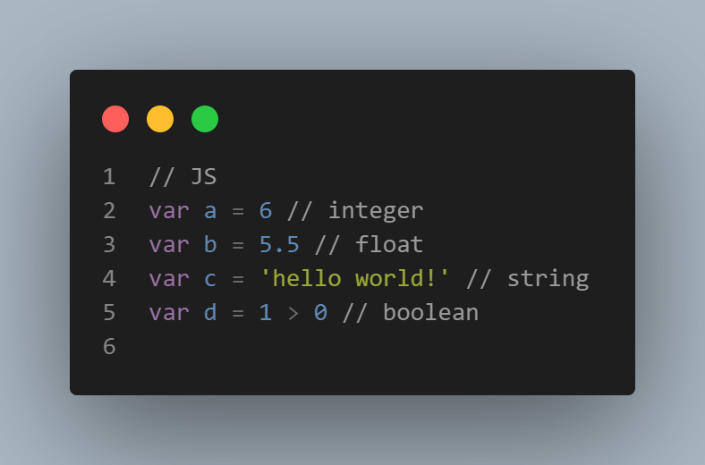 1 // JS
2 var a = 6 // integer
3 var b = 5.5 // float
4 var c = 'hello world!' // string
5 var d = 1 > 0 // boolean
6